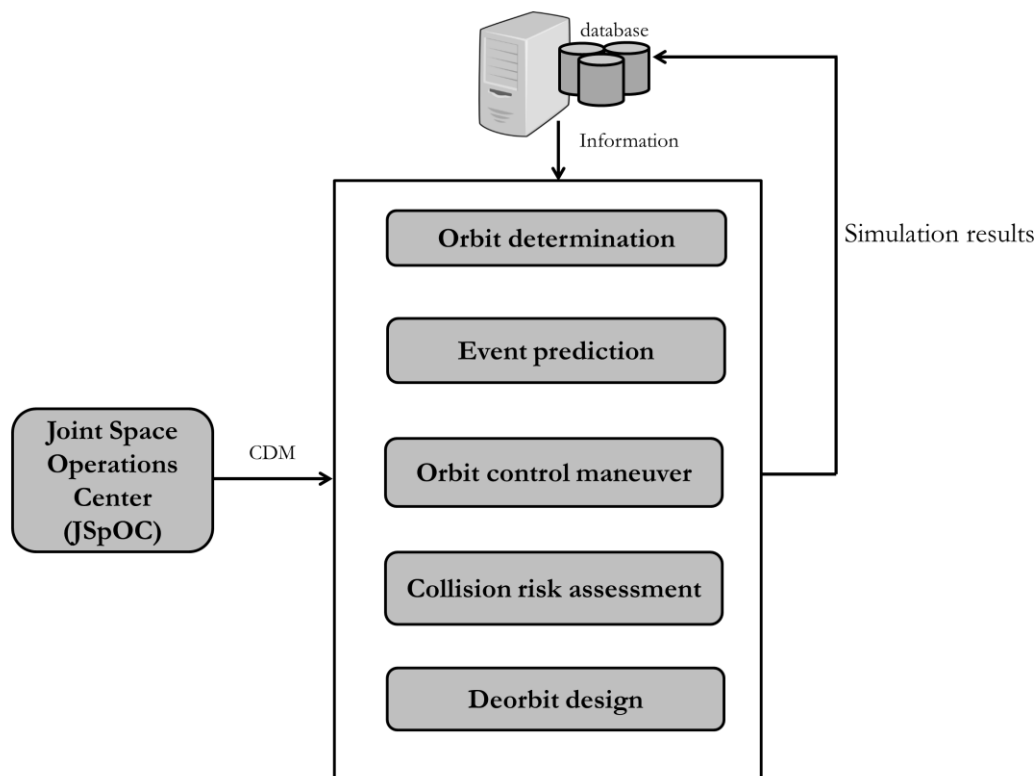 database
Information
Orbit determination
Simulation results
Event prediction
Joint Space
Operations
Center
(JSpOC)
CDM
Orbit control maneuver
Collision risk assessment
Deorbit design